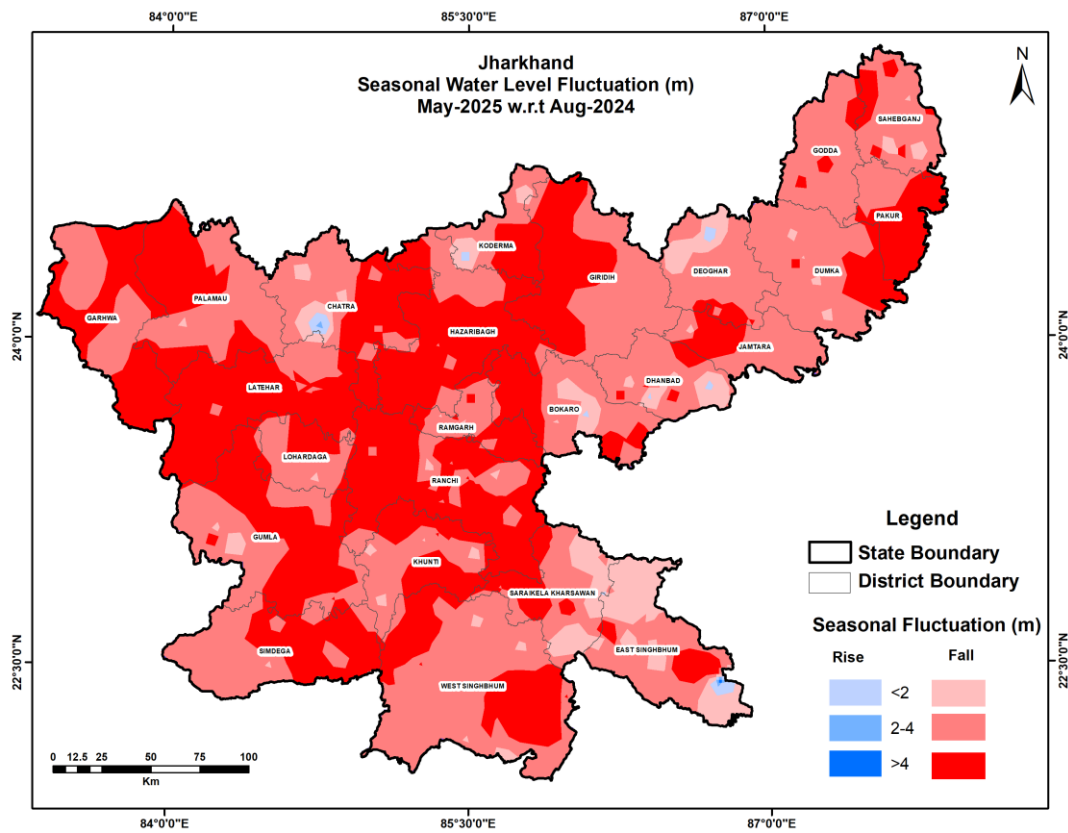 84°0'0"E 85°30'0"E 87°0'0"E
Jharkhand
Seasonal Water Level Fluctuation (m)
May-2025 w.r.t Aug-2024
N
SAHEBGANJ
GODDA
PAKUR
KODERMA
DEOGHAR
DUMKA
GIRIDIH
PALAMAU
CHATRA
GARHWA
HAZARIBAGH
24°0'0"N
24°0'0"N
JAMTARA
LATEHAR
DHANBAD
BOKARO
RAMGARH
LOHARDAGA
RANCHI
GUMLA
KHUNTI
SARAIKELA KHARSAWAN
SIMDEGA
EAST SINGHBHUM
WEST SINGHBHUM
22°30'0"N
22°30'0"N
Legend
State Boundary
District Boundary
Seasonal Fluctuation (m)
Rise Fall
<2
2-4
>4
0 12.5 25 50 75 100
Km
84°0'0"E 85°30'0"E 87°0'0"E